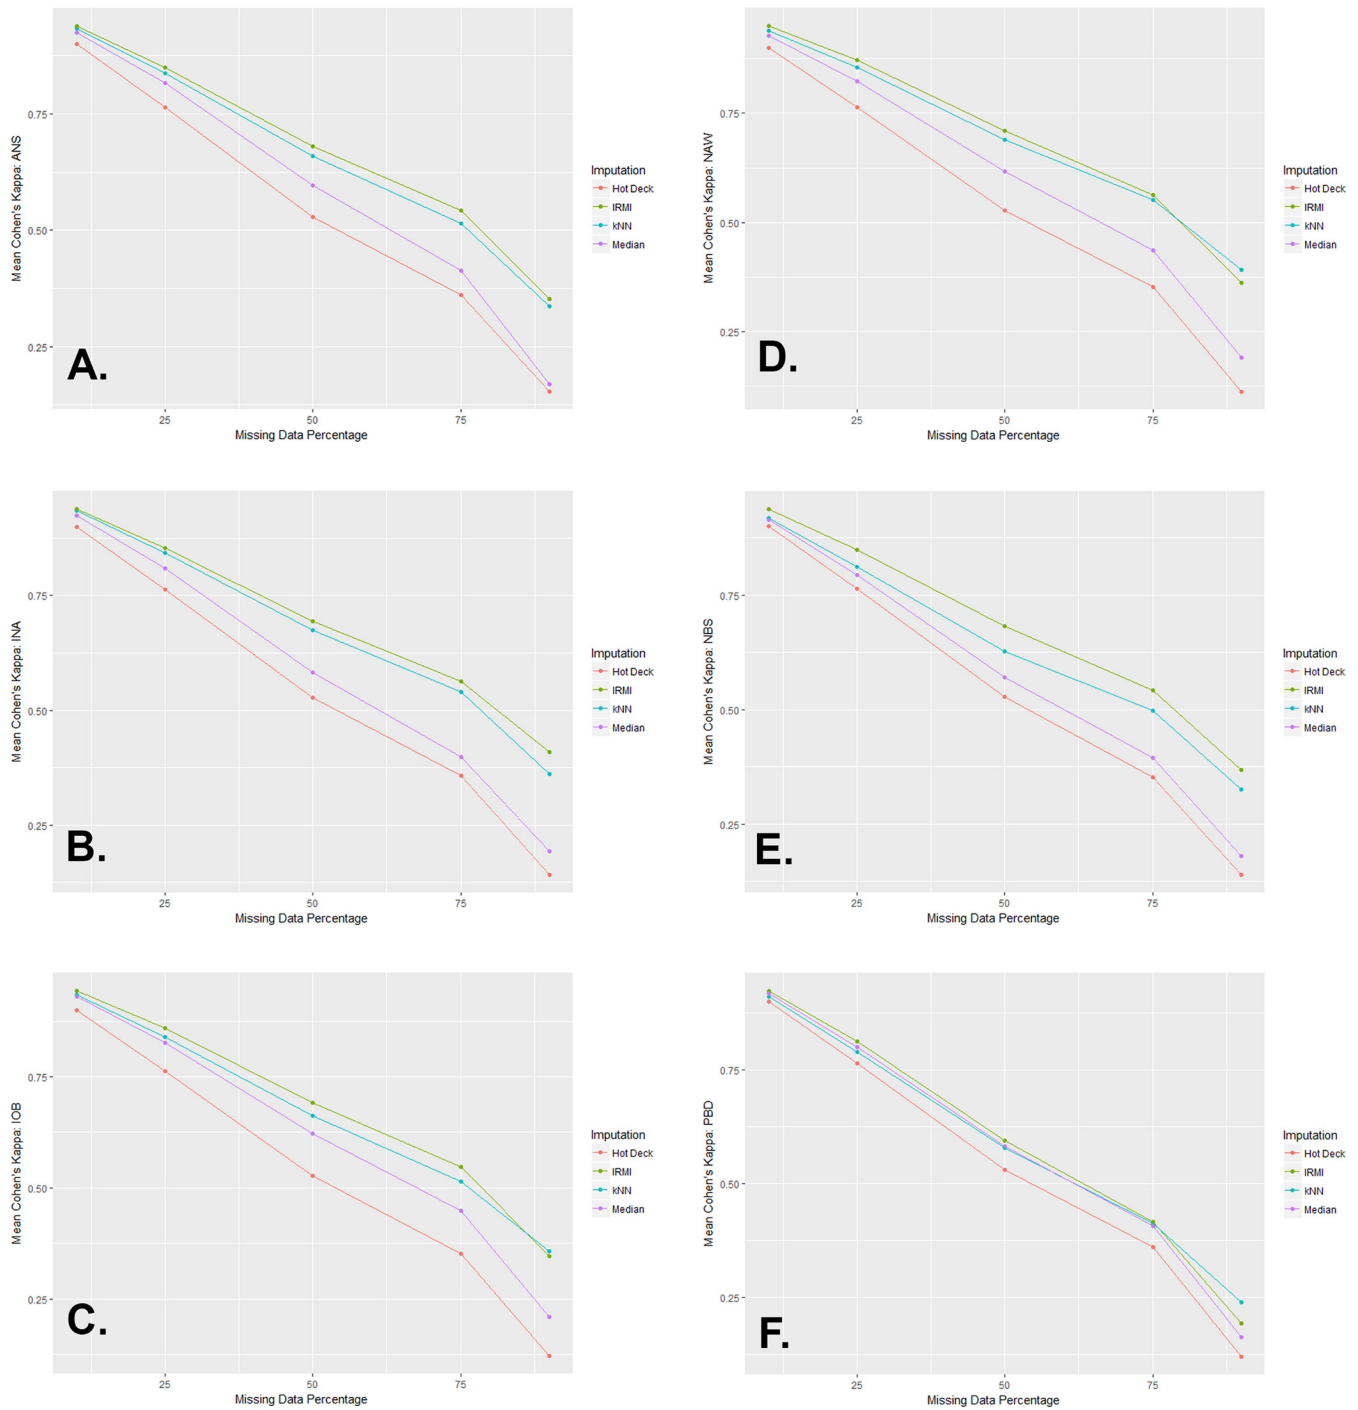 Mean Cohen's Kappa: ANS
0.75
0.50
0.25
A.
25
50
75
Missing Data Percentage
Imputation
Hot Deck
IRMI
kNN
Median
Mean Cohen's Kappa: NAW
0.75
0.50
0.25
D.
25
50
75
Missing Data Percentage
Imputation
Hot Deck
IRMI
kNN
Median
Mean Cohen's Kappa: INA
0.75
0.50
0.25
B.
25
50
75
Missing Data Percentage
Imputation
Hot Deck
IRMI
kNN
Median
Mean Cohen's Kappa: NBS
0.75
0.50
0.25
E.
25
50
75
Missing Data Percentage
Imputation
Hot Deck
IRMI
kNN
Median
Mean Cohen's Kappa: IOB
0.75
0.50
0.25
C.
25
50
75
Missing Data Percentage
Imputation
Hot Deck
IRMI
kNN
Median
Mean Cohen's Kappa: PBD
0.75
0.50
0.25
F.
25
50
75
Missing Data Percentage
Imputation
Hot Deck
IRMI
kNN
Median